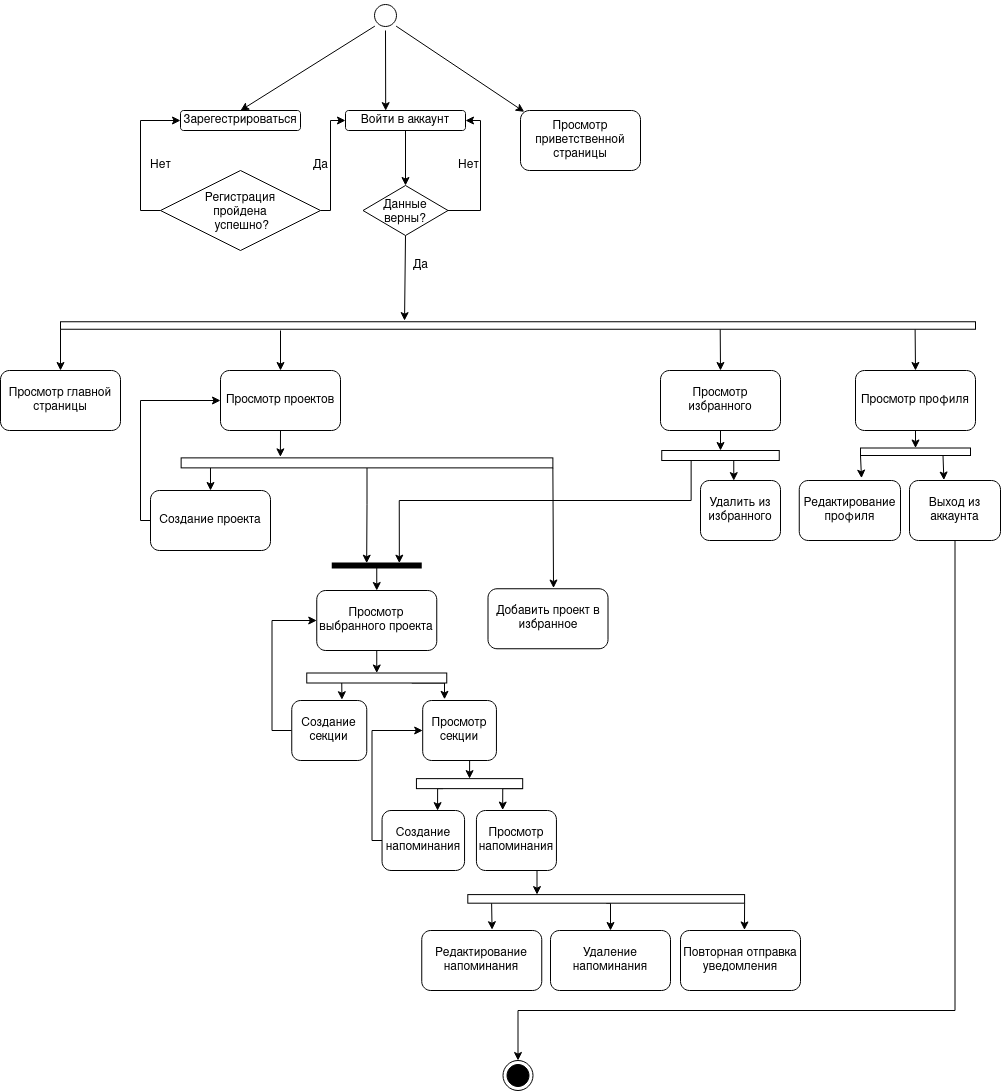 Зарегестрироваться
Войти в аккаунт
Просмотр
приветственной
страницы
Нет
Да
Нет
Регистрация
пройдена
успешно?
Данные
верны?
Да
Просмотр главной
страницы
Просмотр проектов
Просмотр
избранного
Просмотр профиля
Создание проекта
Удалить из
избранного
Редактирование
профиля
Выход из
аккаунта
Просмотр
выбранного проекта
Добавить проект в
избранное
Создание
секции
Просмотр
секции
Создание
напоминания
Просмотр
напоминания
Редактирование
напоминания
Удаление
напоминания
Повторная отправка
уведомления